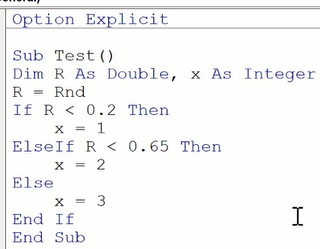 Option Explicit
Sub Test()
Dim R As Double, x As Integer
R = Rnd
If R < 0.2 Then
    x = 1
ElseIf R < 0.65 Then
    x = 2
Else
    x = 3
End If
End Sub